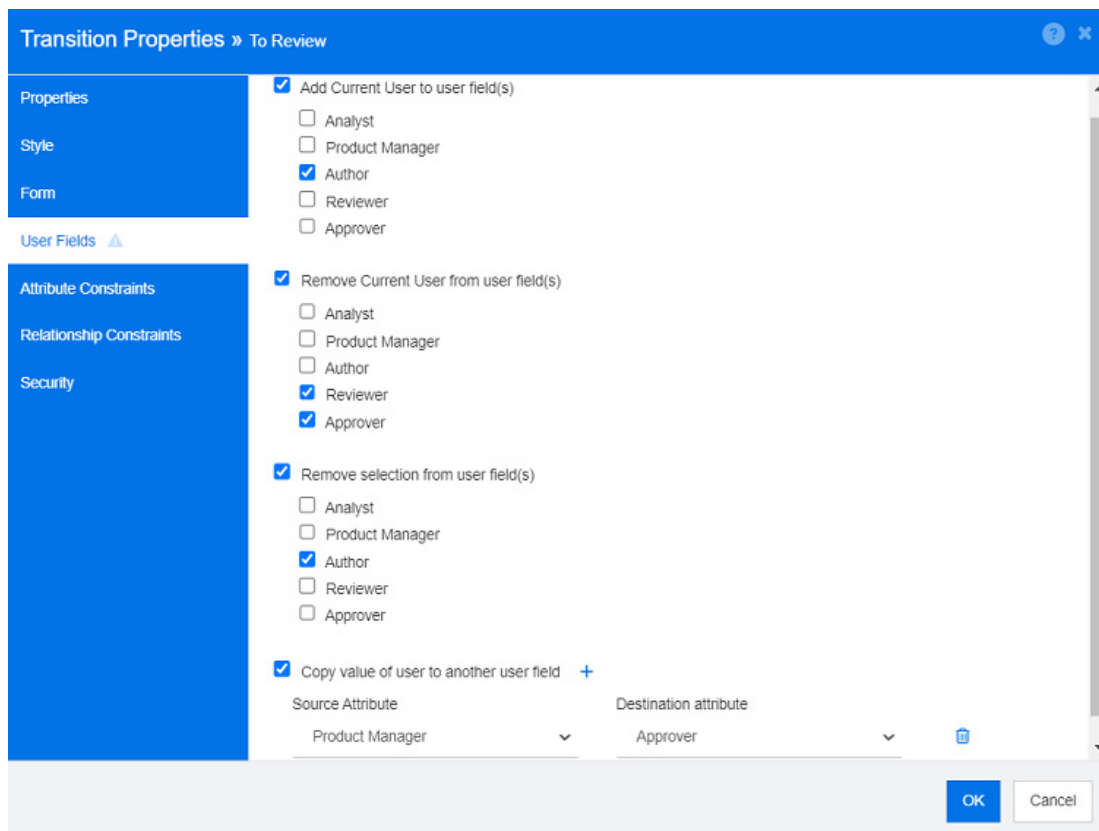 Transition Properties » To Review
Properties
Style
Form
User Fields
Attribute Constraints
Relationship Constraints
Security
Add Current User to user field(s)
Analyst
Product Manager
Author
Reviewer
Approver
Remove Current User from user field(s)
Analyst
Product Manager
Author
Reviewer
Approver
Remove selection from user field(s)
Analyst
Product Manager
Author
Reviewer
Approver
Copy value of user to another user field +
Source Attribute Destination attribute
Product Manager Approver
OK Cancel